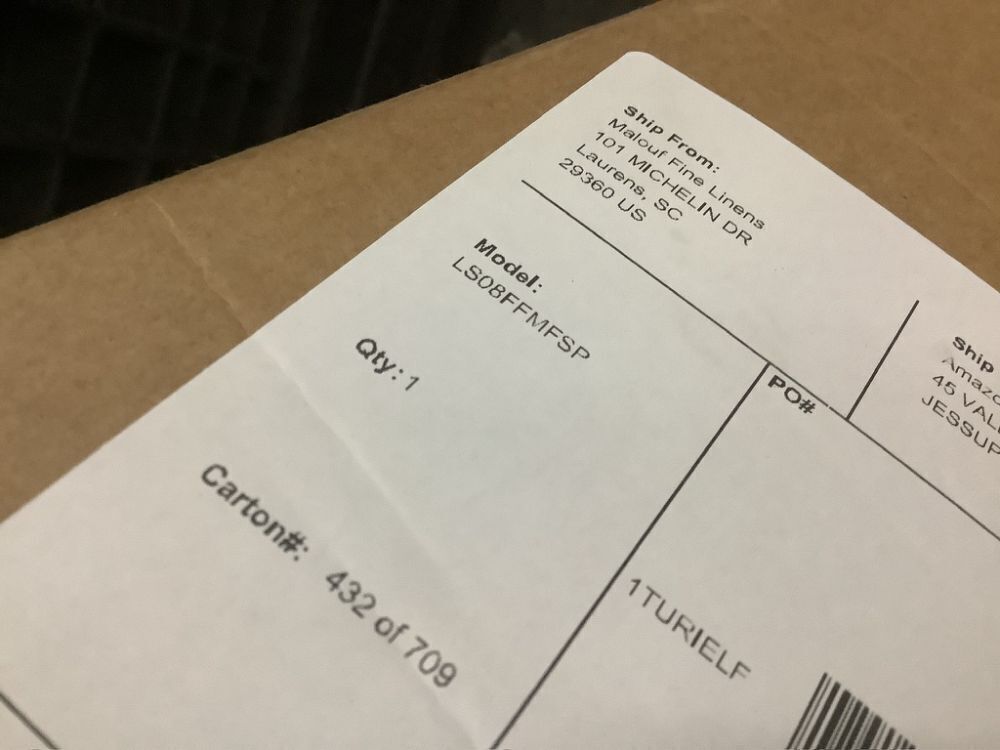 Ship From:
Malouf Fine Linens
101 MICHELIN DR
Laurens, SC
29360 US
Ship
Amazo
45 VAL
JESSUP
Model:
LS08FFMFSP
Qty: 1
Carton#: 432 of 709
PO#
1TURIELF